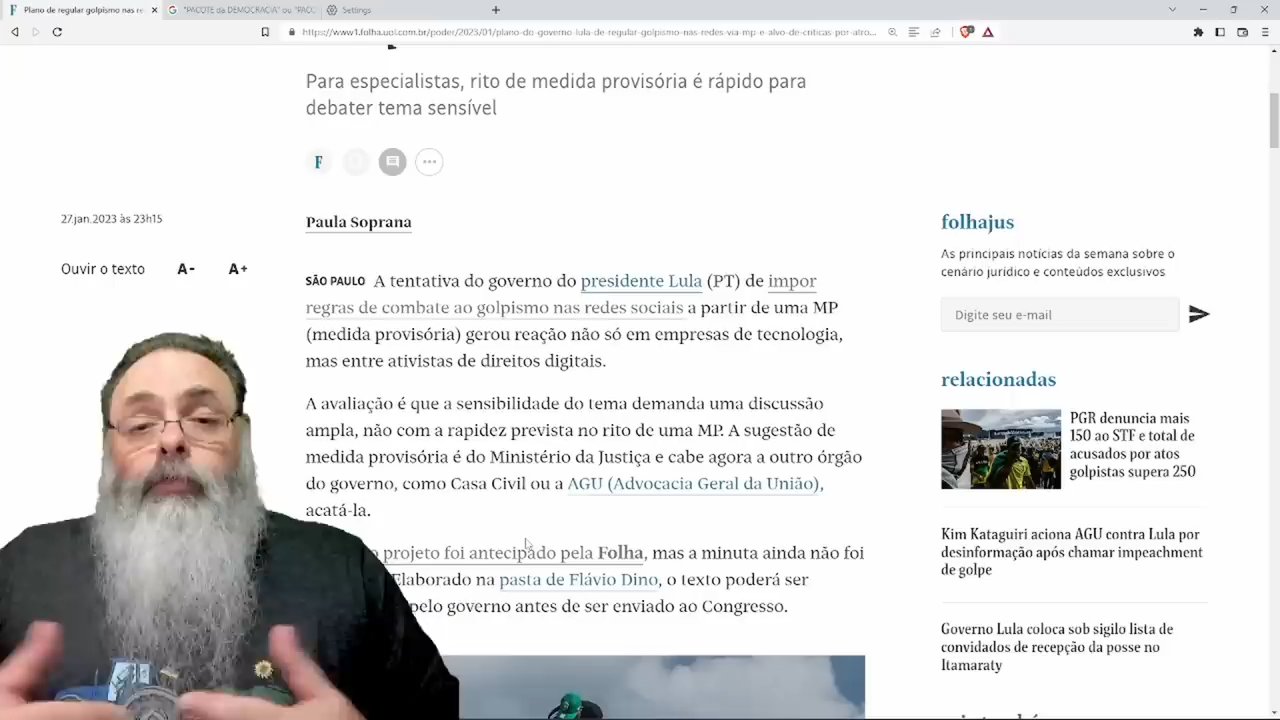 Plano de regular golpismo nas re
"PACOTE da DEMOCRACIA" ou "PACO
Settings
https://www1.folha.uol.com.br/poder/2023/01/plano-do-governo-lula-de-regular-golpismo-nas-redes-via-mp-e-alvo-de-criticas-por-atro...
Para especialistas, rito de medida provisória é rápido para
debater tema sensível
F
27.jan.2023 às 23h15
Ouvir o texto A- A+
Paula Soprana
SÃO PAULO A tentativa do governo do presidente Lula (PT) de impor
regras de combate ao golpismo nas redes sociais a partir de uma MP
(medida provisória) gerou reação não só em empresas de tecnologia,
mas entre ativistas de direitos digitais.
A avaliação é que a sensibilidade do tema demanda uma discussão
ampla, não com a rapidez prevista no rito de uma MP. A sugestão de
medida provisória é do Ministério da Justiça e cabe agora a outro órgão
do governo, como Casa Civil ou a AGU (Advocacia Geral da União),
acatá-la.
o projeto foi antecipado pela Folha, mas a minuta ainda não foi
Elaborado na pasta de Flávio Dino, o texto poderá ser
pelo governo antes de ser enviado ao Congresso.
folhajus
As principais notícias da semana sobre o
cenário jurídico e conteúdos exclusivos
Digite seu e-mail
relacionadas
PGR denuncia mais
150 ao STF e total de
acusados por atos
golpistas supera 250
Kim Kataguiri aciona AGU contra Lula por
desinformação após chamar impeachment
de golpe
Governo Lula coloca sob sigilo lista de
convidados de recepção da posse no
Itamaraty